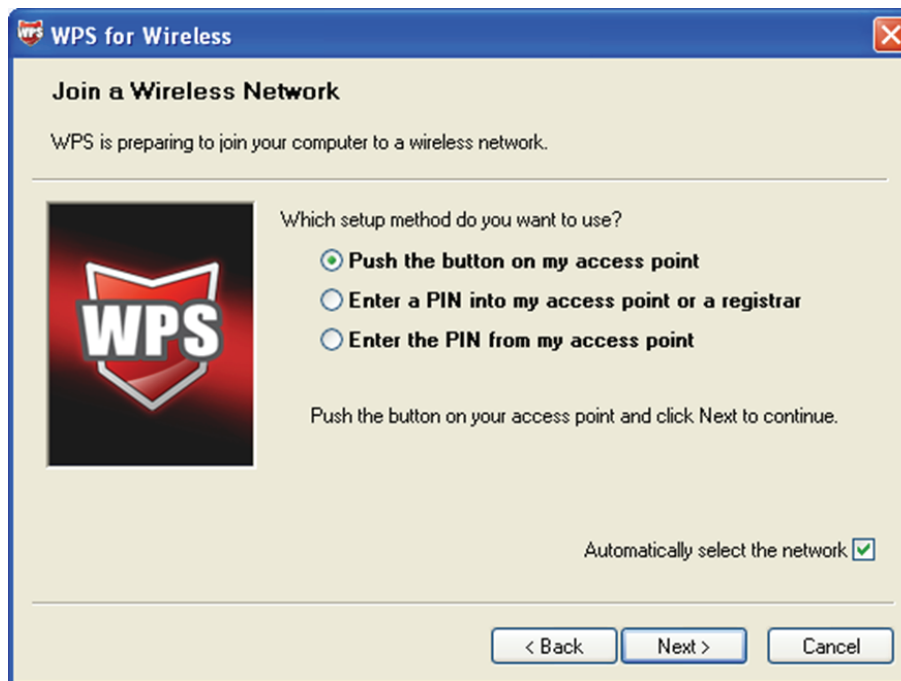 WPS WPS for Wireless
Join a Wireless Network
WPS is preparing to join your computer to a wireless network.
Which setup method do you want to use?
Push the button on my access point
Enter a PIN into my access point or a registrar
Enter the PIN from my access point
WPS
Push the button on your access point and click Next to continue.
Automatically select the network
< Back Next > Cancel